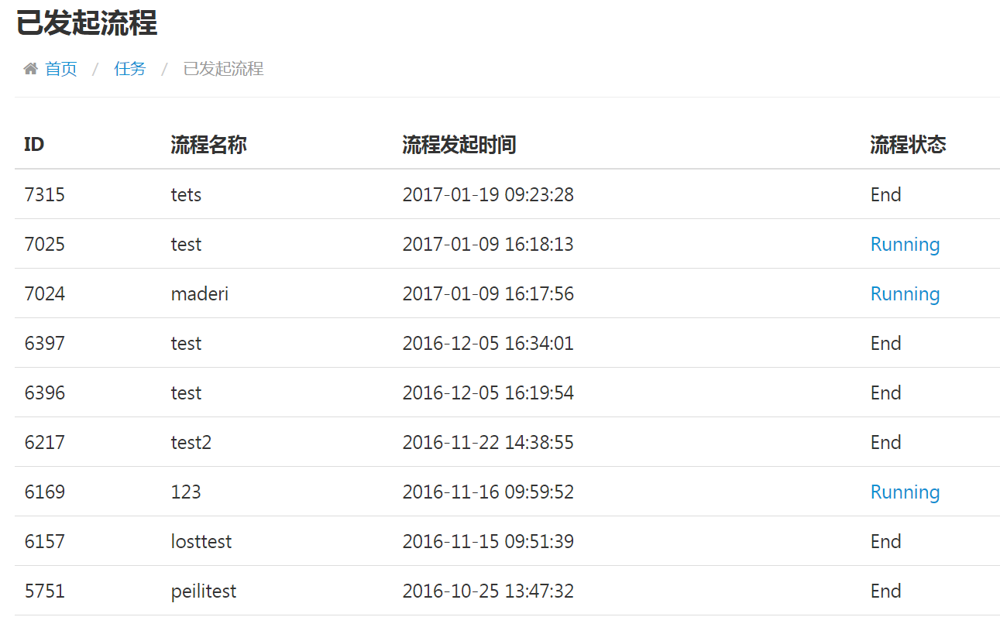 已发起流程
首页 / 任务 / 已发起流程
ID 流程名称 流程发起时间 流程状态
7315 tets 2017-01-19 09:23:28 End
7025 test 2017-01-09 16:18:13 Running
7024 maderi 2017-01-09 16:17:56 Running
6397 test 2016-12-05 16:34:01 End
6396 test 2016-12-05 16:19:54 End
6217 test2 2016-11-22 14:38:55 End
6169 123 2016-11-16 09:59:52 Running
6157 losttest 2016-11-15 09:51:39 End
5751 peilitest 2016-10-25 13:47:32 End